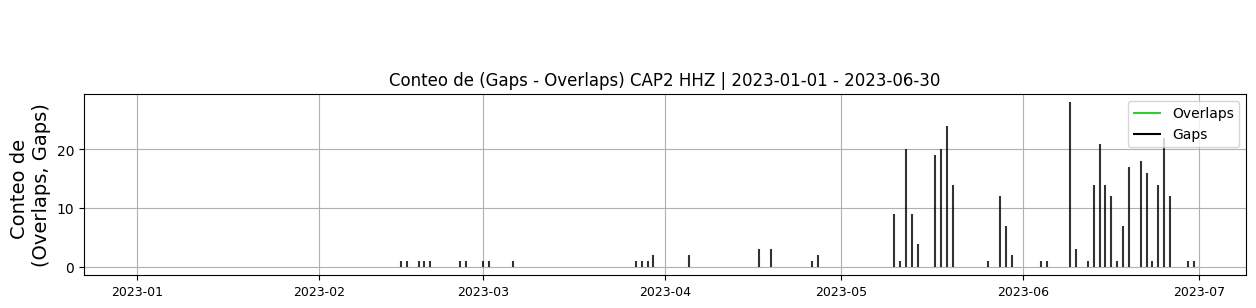 Conteo de (Gaps - Overlaps) CAP2 HHZ | 2023-01-01 - 2023-06-30
Conteo de
(Overlaps, Gaps)
20
10
0
Overlaps
Gaps
2023-01
2023-02
2023-03
2023-04
2023-05
2023-06
2023-07